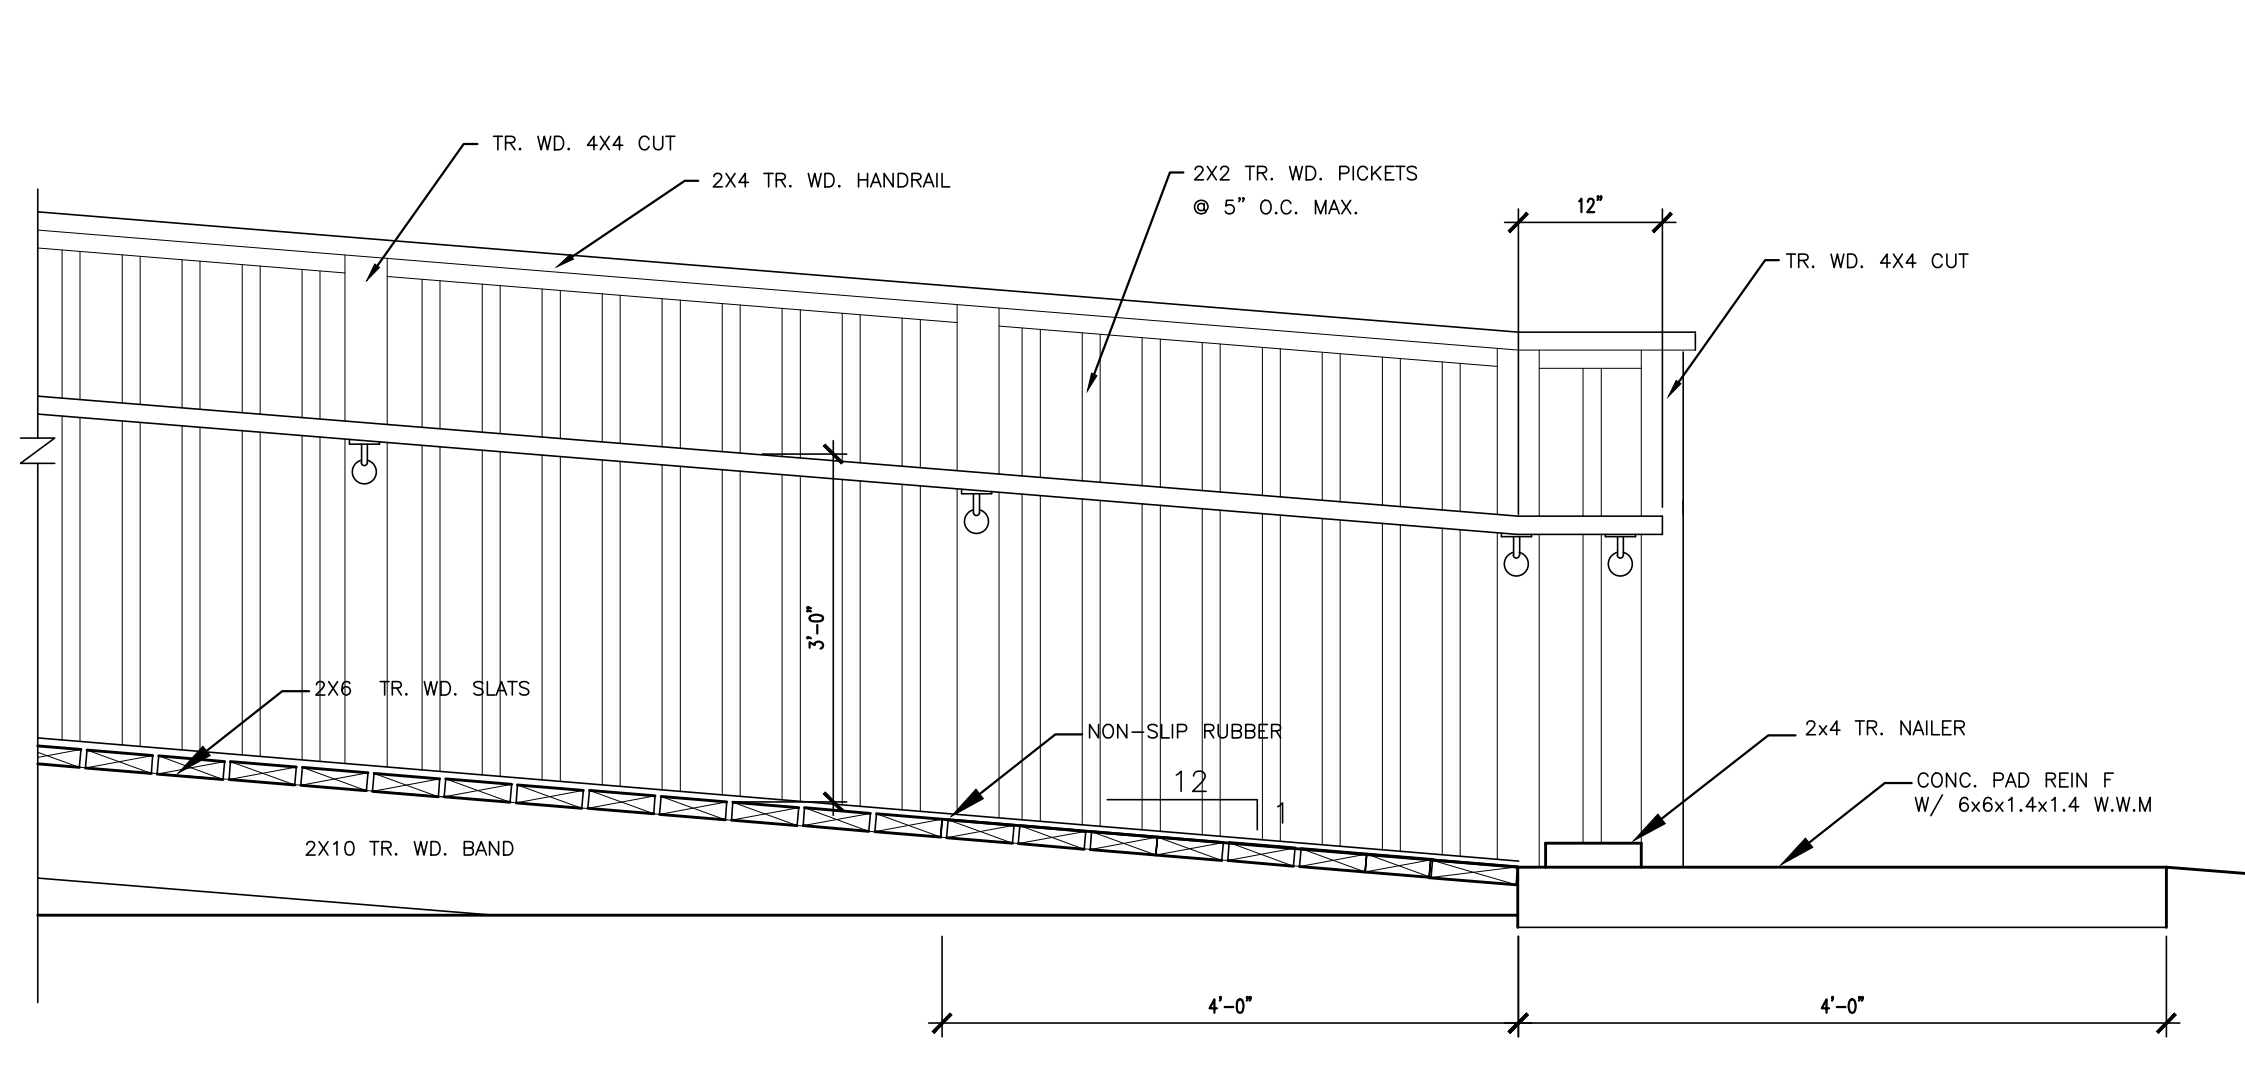 TR. WD. 4X4 CUT
2X4 TR. WD. HANDRAIL
2X2 TR. WD. PICKETS
@ 5" O.C. MAX.
12"
TR. WD. 4X4 CUT
3'-0"
2X6 TR. WD. SLATS
NON-SLIP RUBBER
2x4 TR. NAILER
12
1
CONC. PAD REIN F
W/ 6x6x1.4x1.4 W.W.M
2X10 TR. WD. BAND
4'-0"
4'-0"